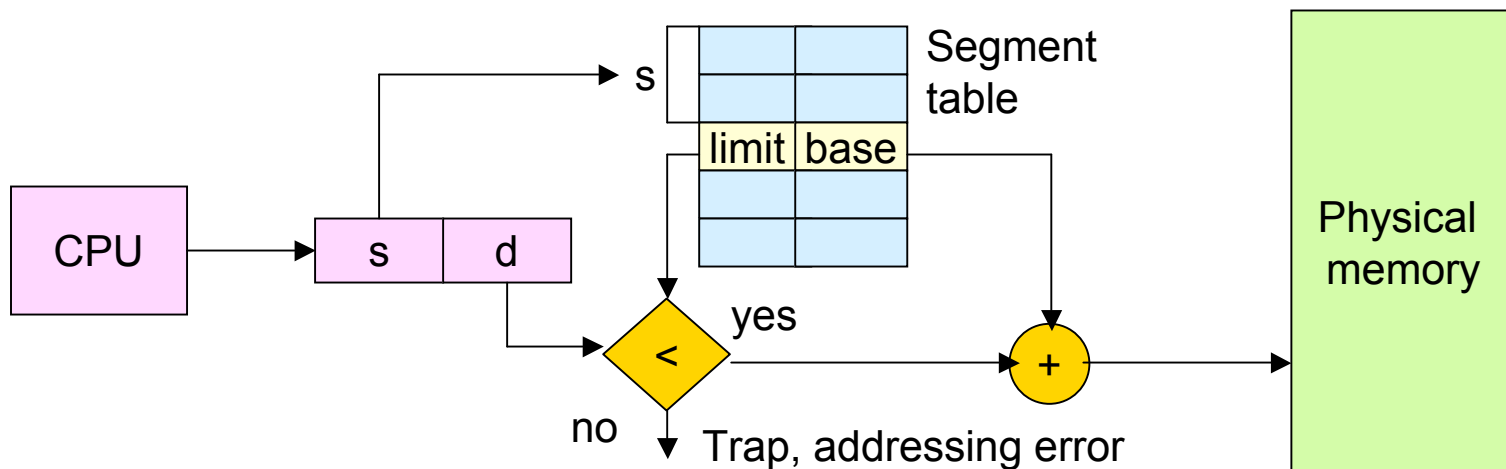 Segment
table
s
limit base
CPU
s d
Physical
memory
yes
<
+
no
Trap, addressing error